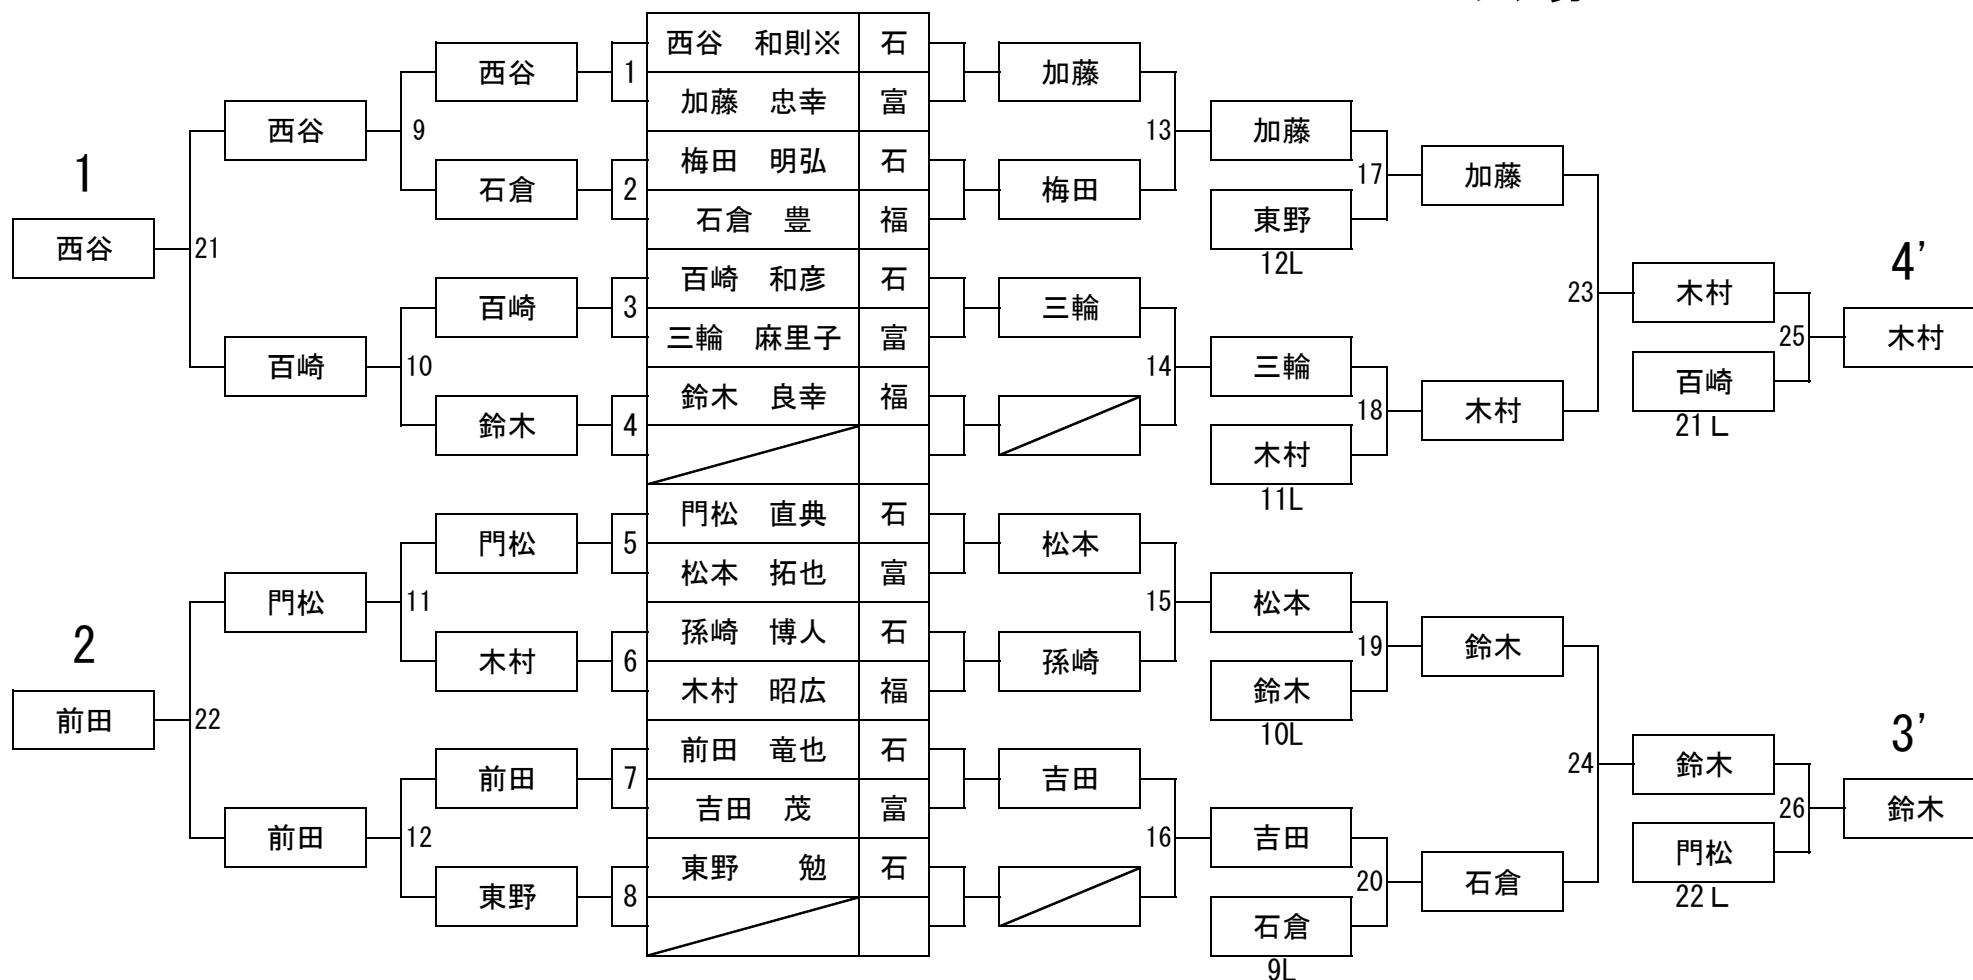 西谷　和則※ 石
西谷 1 加藤
加藤　忠幸 富
西谷 9 13 加藤
梅田　明弘 石
1 石倉 2 梅田 17 加藤
石倉　豊 福 東野
西谷 21 12L 4'
百崎　和彦 石
百崎 3 三輪 23 木村
三輪　麻里子 富 25 木村
百崎 10 14 三輪
鈴木　良幸 福 百崎
18 木村 21L
鈴木 4 木村
11L
門松　直典 石
門松 5 松本
松本　拓也 富
門松 11 15 松本
孫崎　博人 石
2 木村 6 孫崎 19 鈴木
木村　昭広 福 鈴木
前田 22 10L 3'
前田　竜也 石
前田 7 吉田 24 鈴木
吉田　茂 富 26 鈴木
前田 12 16 吉田
東野　　勉 石 門松
20 石倉 22L
東野 8 石倉
9L